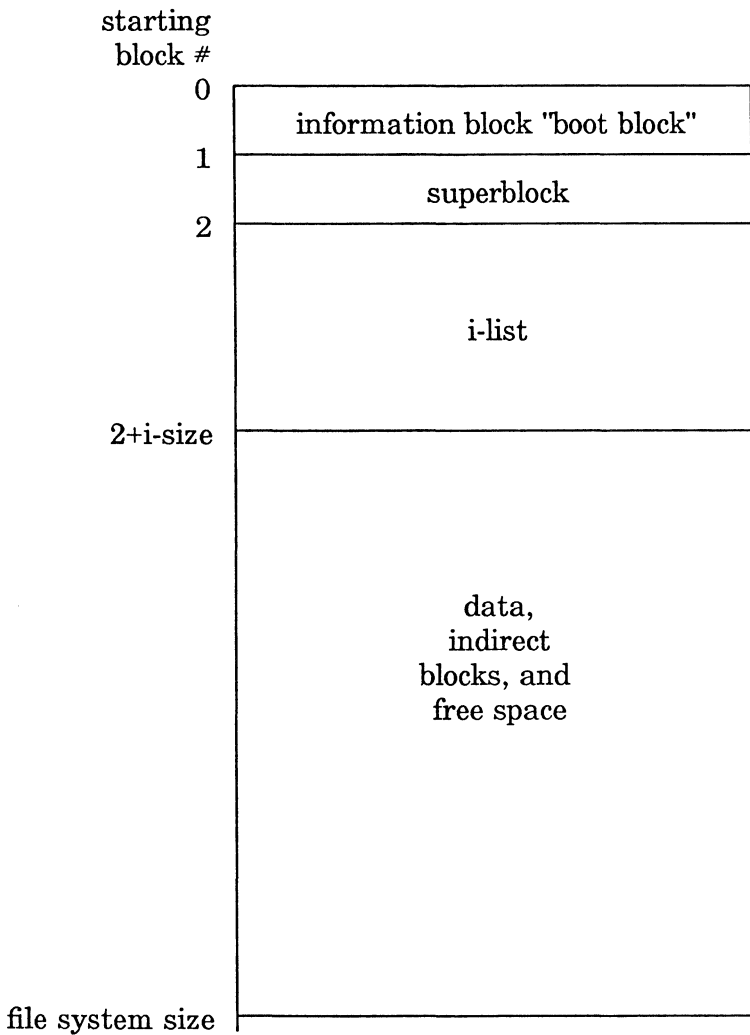 starting
block #
0
information block "boot block"
1
superblock
2
i-list
2+i-size
data,
indirect
blocks, and
free space
file system size